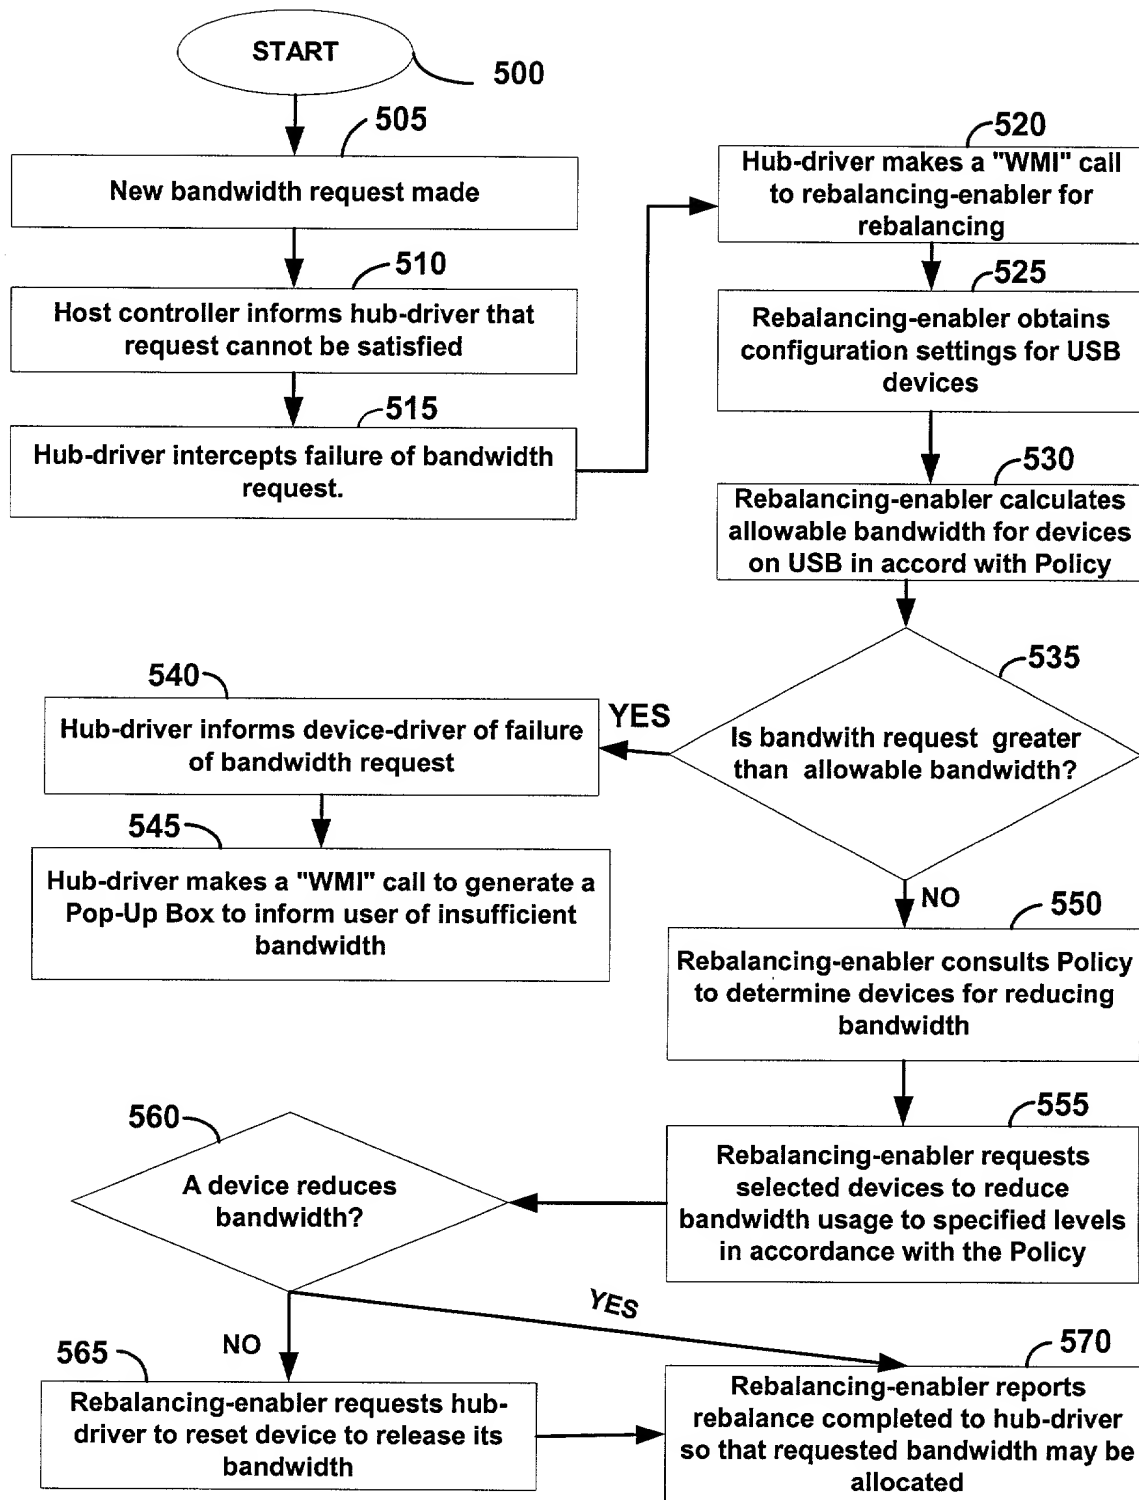 START
500
505
New bandwidth request made
510
Host controller informs hub-driver that
request cannot be satisfied
515
Hub-driver intercepts failure of bandwidth
request.
520
Hub-driver makes a "WMI" call
to rebalancing-enabler for
rebalancing
525
Rebalancing-enabler obtains
configuration settings for USB
devices
530
Rebalancing-enabler calculates
allowable bandwidth for devices
on USB in accord with Policy
535
Is bandwith request greater
than allowable bandwidth?
YES
540
Hub-driver informs device-driver of failure
of bandwidth request
545
Hub-driver makes a "WMI" call to generate a
Pop-Up Box to inform user of insufficient
bandwidth
NO
550
Rebalancing-enabler consults Policy
to determine devices for reducing
bandwidth
555
Rebalancing-enabler requests
selected devices to reduce
bandwidth usage to specified levels
in accordance with the Policy
560
A device reduces
bandwidth?
YES
NO
565
Rebalancing-enabler requests hub-
driver to reset device to release its
bandwidth
570
Rebalancing-enabler reports
rebalance completed to hub-driver
so that requested bandwidth may be
allocated